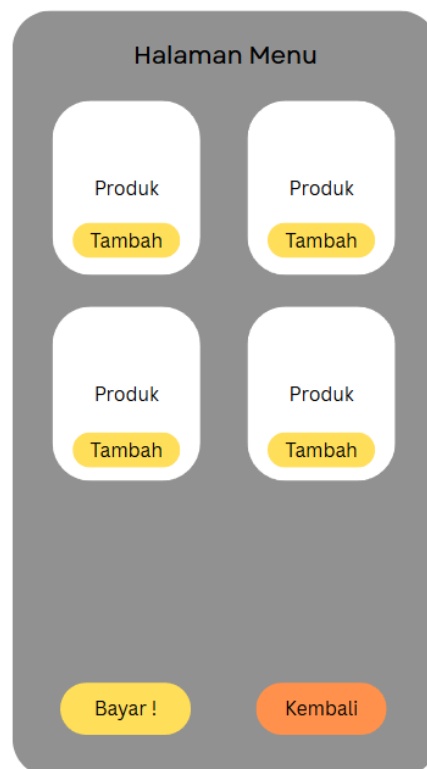 Halaman Menu
Produk
Tambah
Produk
Tambah
Produk
Tambah
Produk
Tambah
Bayar !
Kembali